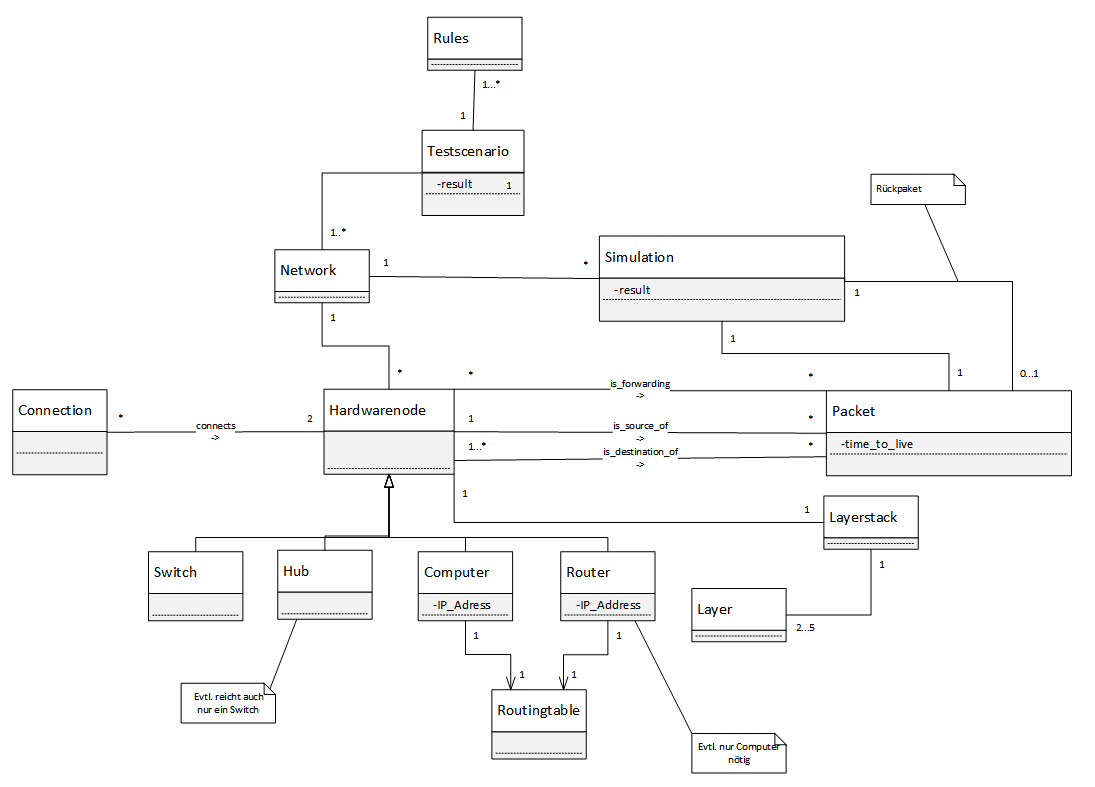 Rules
1...*
1
Testscenario
-result
1
Rückpaket
1..*
Network
1
*
Simulation
-result
1
1
1
*
*
is_forwarding
->
*
1
0...1
Connection
*
connects
->
2
Hardwarenode
1
is_source_of
->
*
1...*
is_destination_of
->
*
Packet
-time_to_live
1
1
Layerstack
1
Switch
Hub
Computer
-IP_Adress
Router
-IP_Address
Layer
2...5
1
1
Evtl. reicht auch
nur ein Switch
1
1
Routingtable
Evtl. nur Computer
nötig